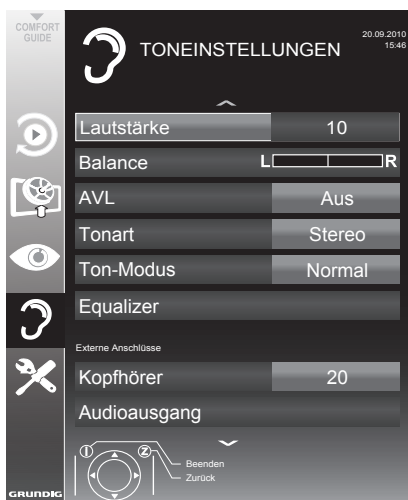 COMFORT
GUIDE
TONEINSTELLUNGEN
20.09.2010
15:46
Lautstärke 10
Balance L R
AVL Aus
Tonart Stereo
Ton-Modus Normal
Equalizer
Externe Anschlüsse
Kopfhörer 20
Audioausgang
Z
Beenden
Zurück
GRUNDIG